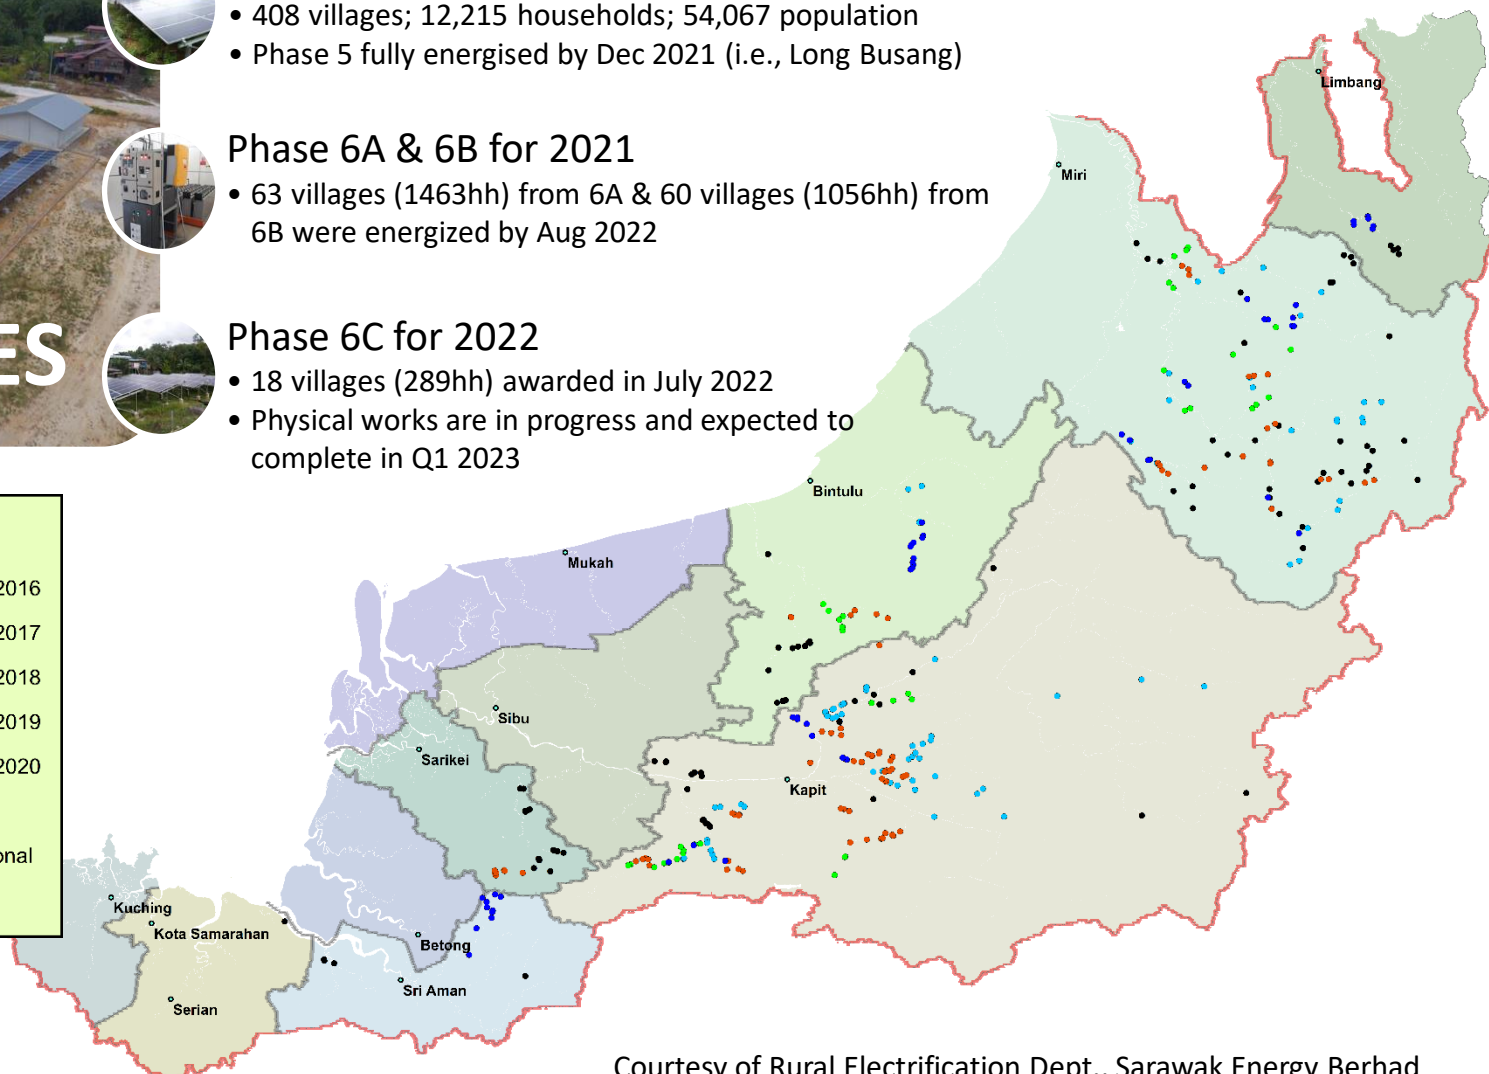 • 408 villages; 12,215 households; 54,067 population
• Phase 5 fully energised by Dec 2021 (i.e., Long Busang)
Phase 6A & 6B for 2021
• 63 villages (1463hh) from 6A & 60 villages (1056hh) from
6B were energized by Aug 2022
ES
Phase 6C for 2022
• 18 villages (289hh) awarded in July 2022
• Physical works are in progress and expected to
complete in Q1 2023
2016
2017
2018
2019
2020
onal
Limbang
Miri
Bintulu
Mukah
Sibu
Sarikei
Kapit
Kuching
Kota Samarahan
Betong
Sri Aman
Serian
Courtesy of Rural Electrification Dept., Sarawak Energy Berhad